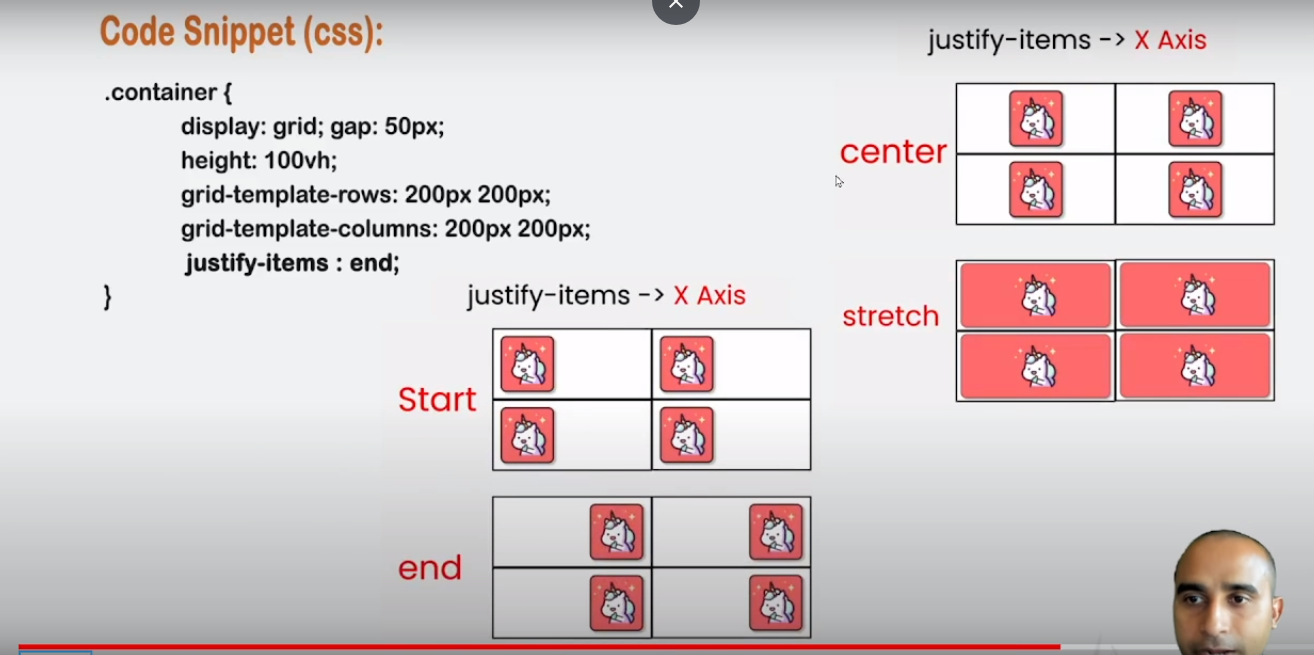 Code Snippet (css):
.container {
display: grid; gap: 50px;
height: 100vh;
grid-template-rows: 200px 200px;
grid-template-columns: 200px 200px;
justify-items : end;
}
justify-items -> X Axis
Start
end
justify-items -> X Axis
center
stretch